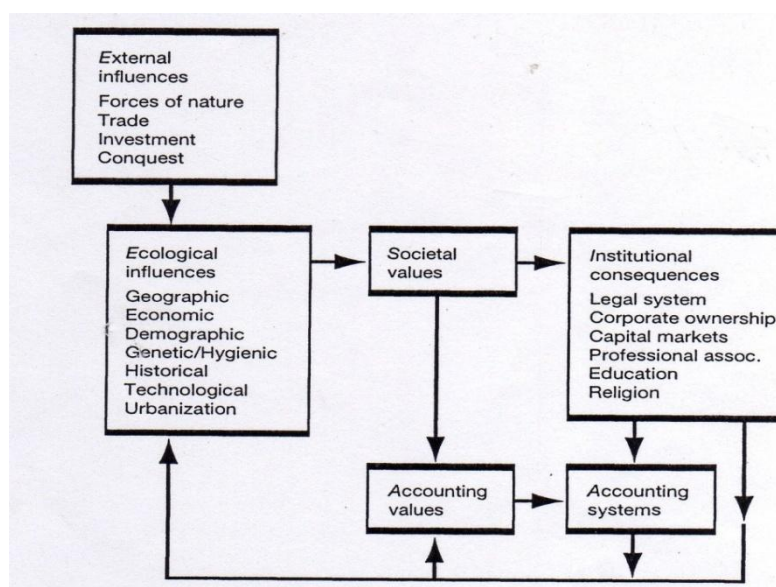 External
influences
Forces of nature
Trade
Investment
Conquest
Ecological
influences
Geographic
Economic
Demographic
Genetic/Hygienic
Historical
Technological
Urbanization
Societal
values
Institutional
consequences
Legal system
Corporate ownership
Capital markets
Professional assoc.
Education
Religion
Accounting
values
Accounting
systems